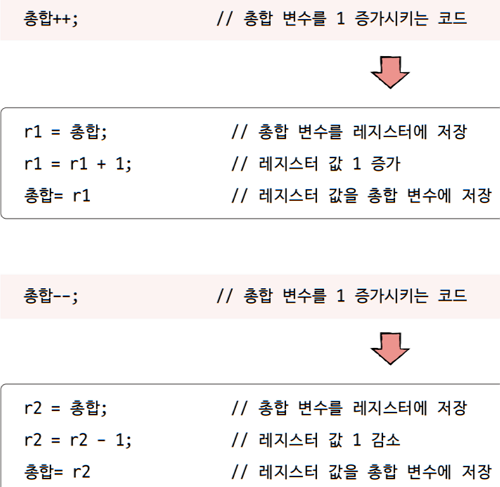 총합++; // 총합 변수를 1 증가시키는 코드
r1 = 총합; // 총합 변수를 레지스터에 저장
r1 = r1 + 1; // 레지스터 값 1 증가
총합= r1 // 레지스터 값을 총합 변수에 저장
총합--; // 총합 변수를 1 증가시키는 코드
r2 = 총합; // 총합 변수를 레지스터에 저장
r2 = r2 - 1; // 레지스터 값 1 감소
총합= r2 // 레지스터 값을 총합 변수에 저장